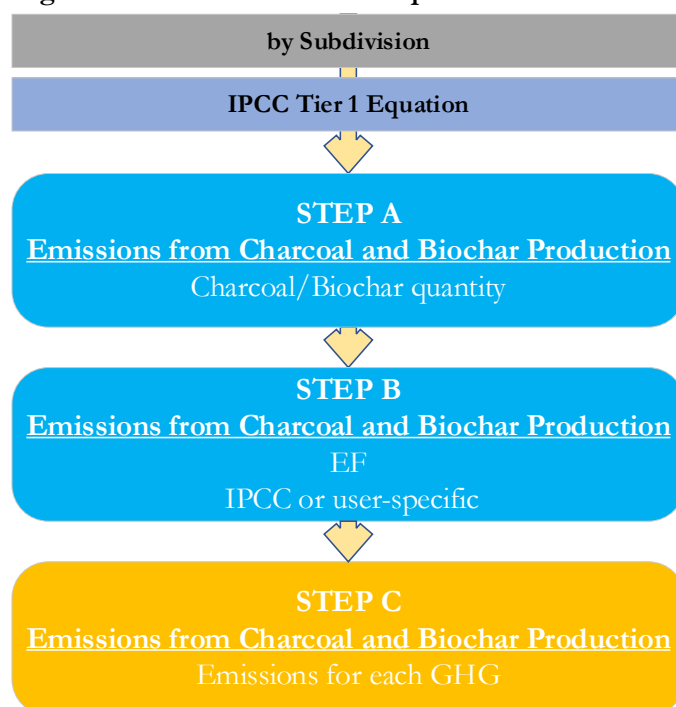 by Subdivision
IPCC Tier 1 Equation
STEP A
Emissions from Charcoal and Biochar Production
Charcoal/Biochar quantity
STEP B
Emissions from Charcoal and Biochar Production
EF
IPCC or user-specific
STEP C
Emissions from Charcoal and Biochar Production
Emissions for each GHG